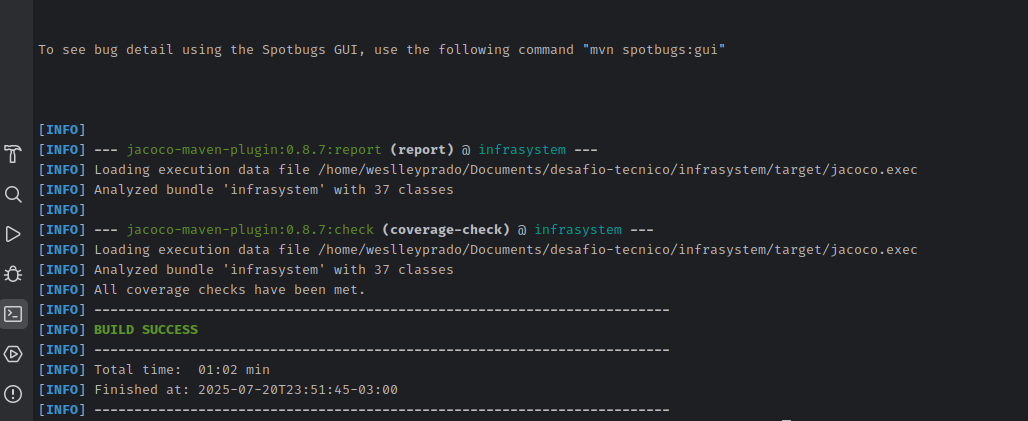 To see bug detail using the Spotbugs GUI, use the following command "mvn spotbugs:gui"
[INFO]
[INFO] --- jacoco-maven-plugin:0.8.7:report (report) @ infrasystem ---
[INFO] Loading execution data file /home/weslleyprado/Documents/desafio-tecnico/infrasystem/target/jacoco.exec
[INFO] Analyzed bundle 'infrasystem' with 37 classes
[INFO]
[INFO] --- jacoco-maven-plugin:0.8.7:check (coverage-check) @ infrasystem ---
[INFO] Loading execution data file /home/weslleyprado/Documents/desafio-tecnico/infrasystem/target/jacoco.exec
[INFO] Analyzed bundle 'infrasystem' with 37 classes
[INFO] All coverage checks have been met.
[INFO] ------------------------------------------------------------------------
[INFO] BUILD SUCCESS
[INFO] ------------------------------------------------------------------------
[INFO] Total time:  01:02 min
[INFO] Finished at: 2025-07-20T23:51:45-03:00
[INFO] ------------------------------------------------------------------------